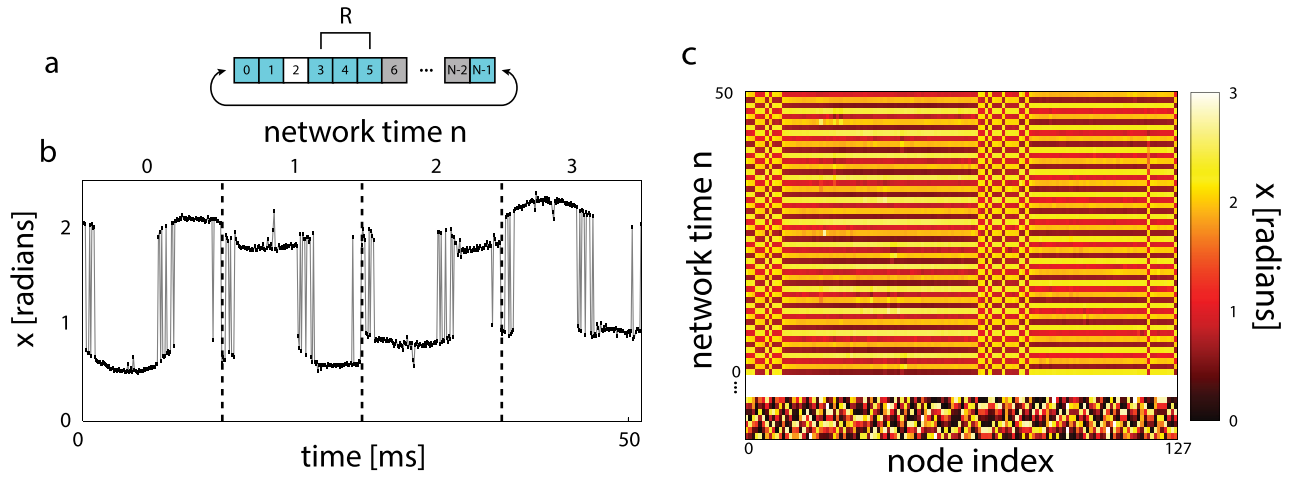 a
R
0 1 2 3 4 5 6 ... N-2 N-1
b
network time n
0 1 2 3
x [radians]
2
1
0
0 50
time [ms]
c
50
network time n
0
...
0 127
node index
3
2
1
0
x [radians]